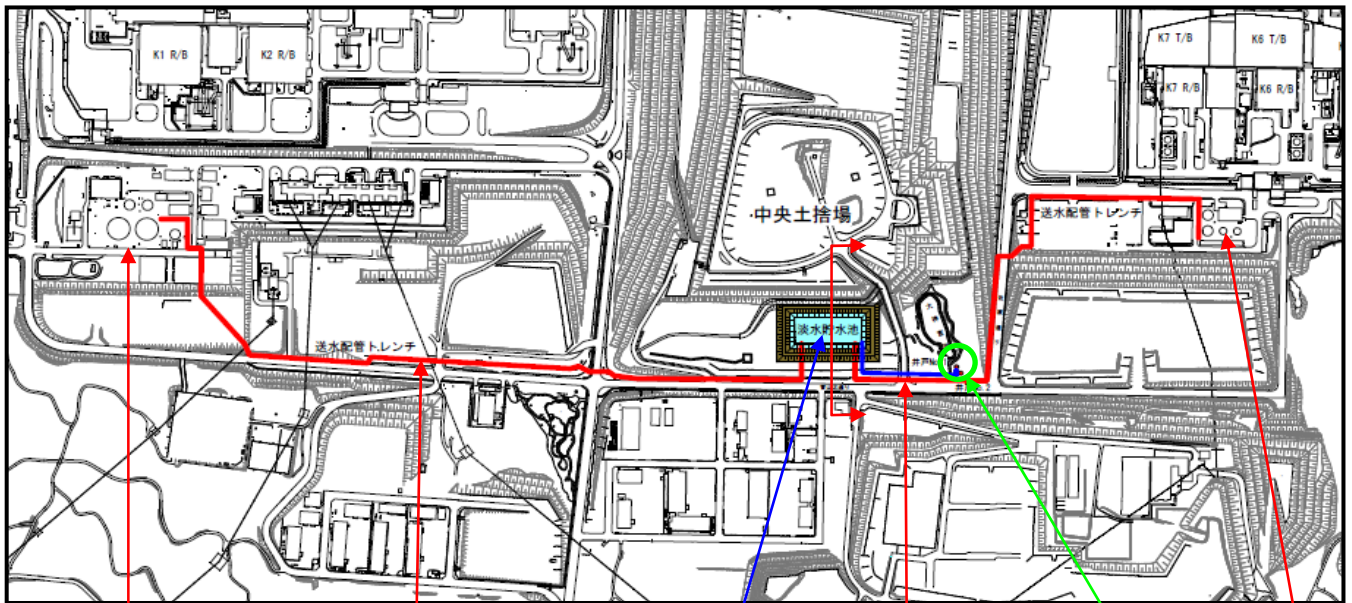 K1 R/B
K2 R/B
K7 T/B
K6 T/B
K7 R/B
K6 R/B
中央土捨場
送水配管トレンチ
淡水貯水池
送水配管トレンチ